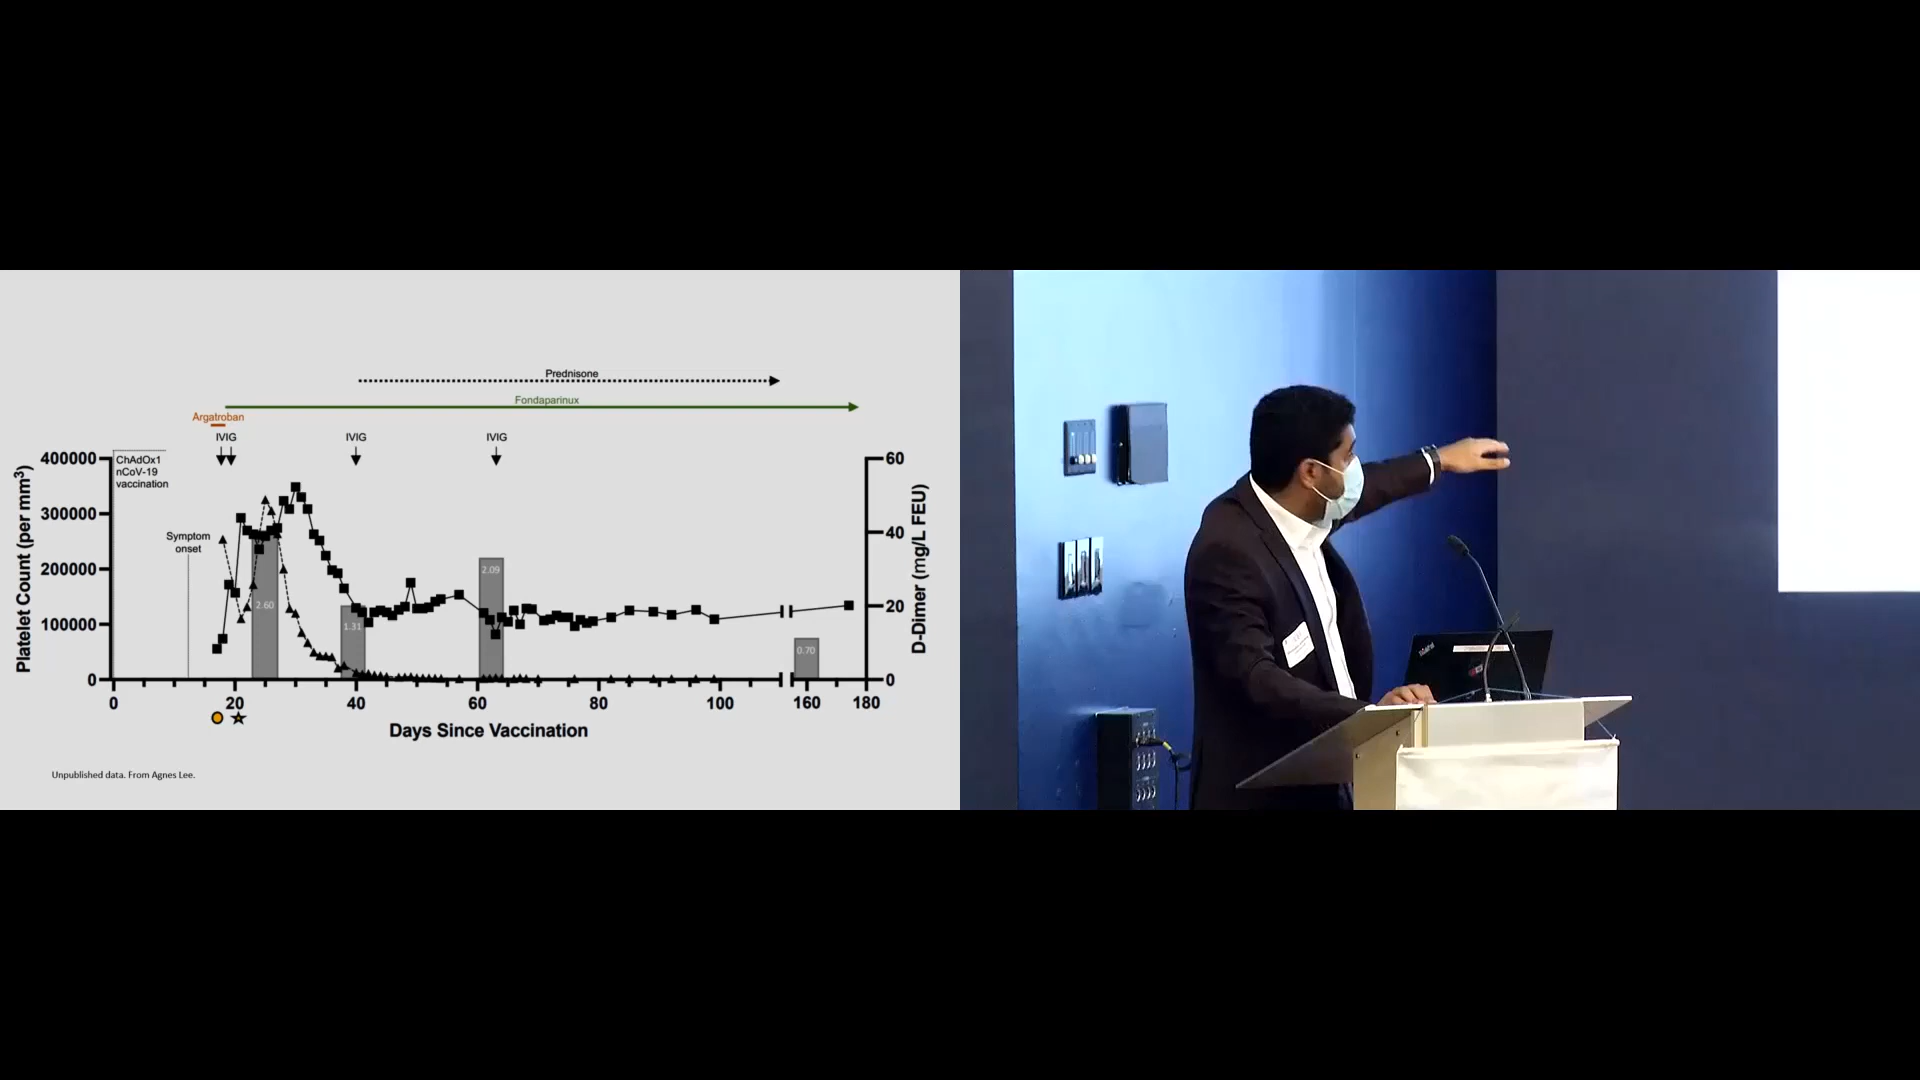 Prednisone
Fondaparinux
Argatroban
IVIG
IVIG
IVIG
ChAdOx1
nCoV-19
vaccination
Symptom
onset
Platelet Count (per mm³)
400000
300000
200000
100000
0
2.60
1.31
2.09
0.70
60
40
20
0
D-Dimer (mg/L FEU)
0 20 40 60 80 100 160 180
Days Since Vaccination
Unpublished data. From Agnes Lee.